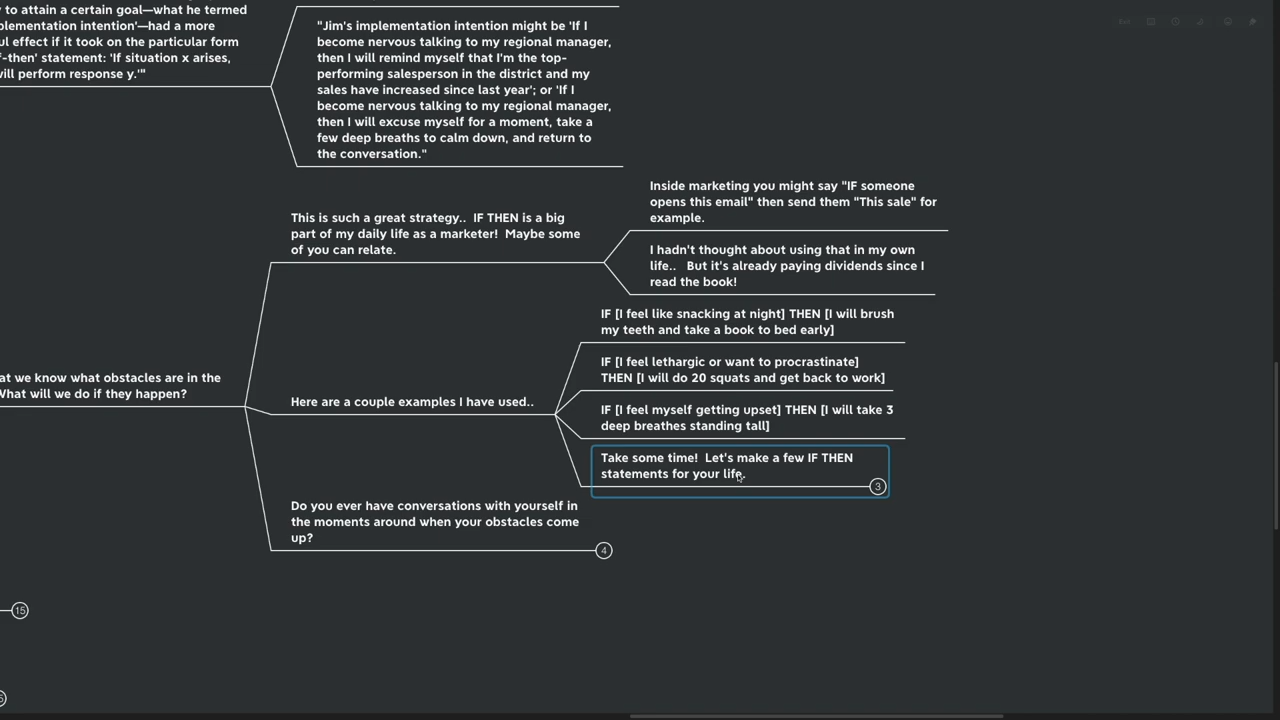 to attain a certain goal—what he termed
plementation intention'—had a more
ul effect if it took on the particular form
f-then' statement: 'If situation x arises,
will perform response y.'"
"Jim's implementation intention might be 'If I
become nervous talking to my regional manager,
then I will remind myself that I'm the top-
performing salesperson in the district and my
sales have increased since last year'; or 'If I
become nervous talking to my regional manager,
then I will excuse myself for a moment, take a
few deep breaths to calm down, and return to
the conversation."
Inside marketing you might say "IF someone
opens this email" then send them "This sale" for
example.
This is such a great strategy..  IF THEN is a big
part of my daily life as a marketer!  Maybe some
of you can relate.
I hadn't thought about using that in my own
life..   But it's already paying dividends since I
read the book!
IF [I feel like snacking at night] THEN [I will brush
my teeth and take a book to bed early]
IF [I feel lethargic or want to procrastinate]
THEN [I will do 20 squats and get back to work]
at we know what obstacles are in the
What will we do if they happen?
Here are a couple examples I have used..
IF [I feel myself getting upset] THEN [I will take 3
deep breathes standing tall]
Take some time!  Let's make a few IF THEN
statements for your life.
3
Do you ever have conversations with yourself in
the moments around when your obstacles come
up?
4
15